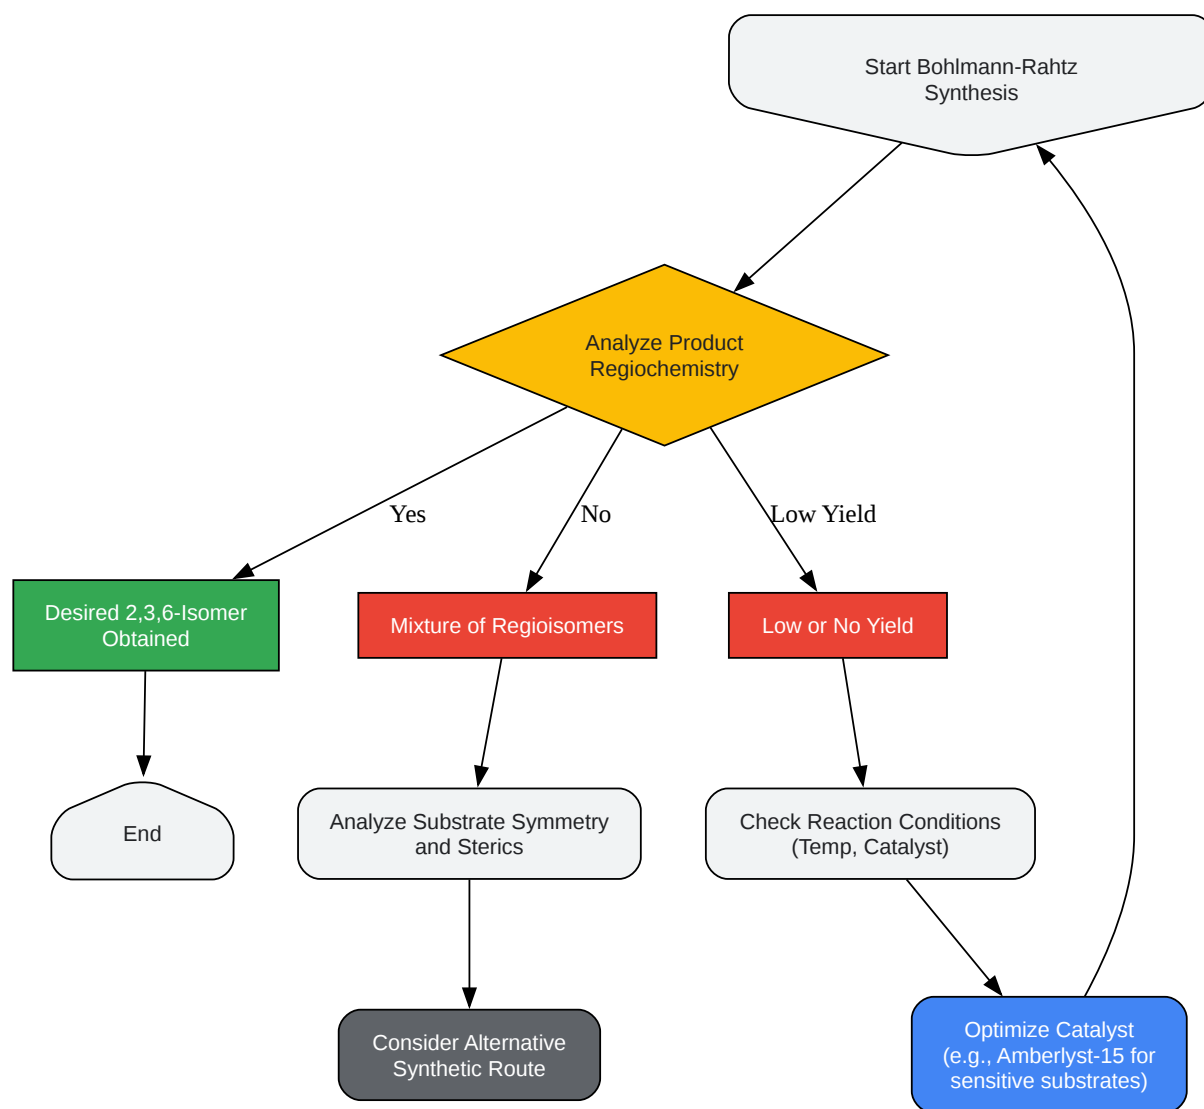 Start Bohlmann-Rahtz
Synthesis
Analyze Product
Regiochemistry
Yes
No
Low Yield
Desired 2,3,6-Isomer
Obtained
Mixture of Regioisomers
Low or No Yield
End
Analyze Substrate Symmetry
and Sterics
Check Reaction Conditions
(Temp, Catalyst)
Consider Alternative
Synthetic Route
Optimize Catalyst
(e.g., Amberlyst-15 for
sensitive substrates)